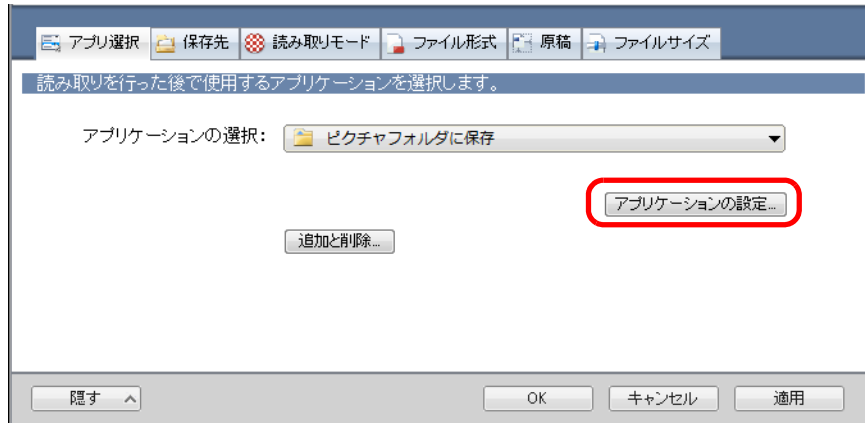 アプリ選択 保存先 読み取りモード ファイル形式 原稿 ファイルサイズ
読み取りを行った後で使用するアプリケーションを選択します。
アプリケーションの選択: ピクチャフォルダに保存
アプリケーションの設定...
追加と削除...
隠す OK キャンセル 適用